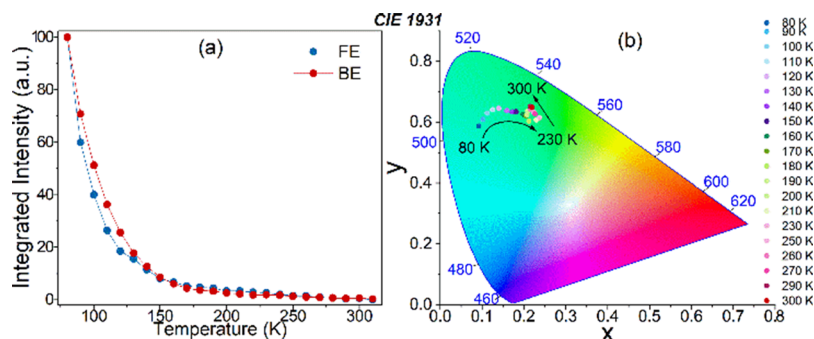 CIE 1931
(a)
FE
BE
Integrated Intensity (a.u.)
100
80
60
40
20
0
100
150
200
250
300
Temperature (K)
(b)
y
0.8
0.6
0.4
0.2
0.0
0.0
0.1
0.2
0.3
0.4
0.5
0.6
0.7
0.8
X
520
540
560
580
600
620
500
480
460
300 K
80 K
230 K
80 K
90 K
100 K
110 K
120 K
130 K
140 K
150 K
160 K
170 K
180 K
190 K
200 K
210 K
230 K
250 K
260 K
270 K
290 K
300 K